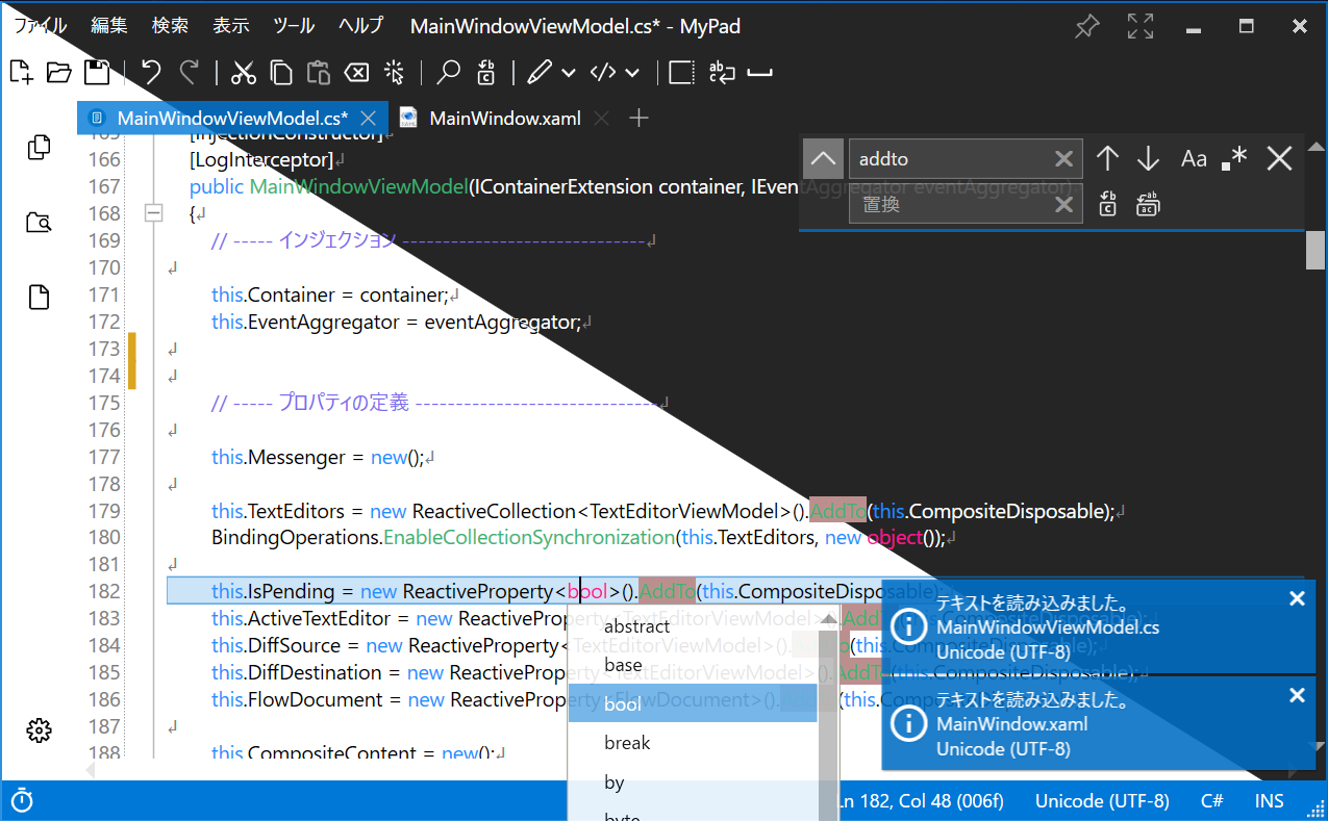 ファイル 編集 検索 表示 ツール ヘルプ MainWindowViewModel.cs* - MyPad
MainWindowViewModel.cs* MainWindow.xaml
165 [InjectionConstructor]
166 [LogInterceptor]
167 public MainWindowViewModel(IContainerExtension container, IEventAggregator eventAggregator)
168 {
169 // ----- インジェクション ------------------------------
170
171 this.Container = container;
172 this.EventAggregator = eventAggregator;
173
174
175 // ----- プロパティの定義 ------------------------------
176
177 this.Messenger = new();
178
179 this.TextEditors = new ReactiveCollection<TextEditorViewModel>().AddTo(this.CompositeDisposable);
180 BindingOperations.EnableCollectionSynchronization(this.TextEditors, new object());
181
182 this.IsPending = new ReactiveProperty<bool>().AddTo(this.CompositeDisposable);
183 this.ActiveTextEditor = new ReactiveProperty<TextEditorViewModel>().AddTo(this.CompositeDisposable);
184 this.DiffSource = new ReactiveProperty<TextEditorViewModel>().AddTo(this.CompositeDisposable);
185 this.DiffDestination = new ReactiveProperty<TextEditorViewModel>().AddTo(this.CompositeDisposable);
186 this.FlowDocument = new ReactiveProperty<FlowDocument>().AddTo(this.CompositeDisposable);
187
188 this.CompositeContent = new();
addto Aa .*
置換
abstract
base
bool
break
by
byte
テキストを読み込みました。
MainWindowViewModel.cs
Unicode (UTF-8)
テキストを読み込みました。
MainWindow.xaml
Unicode (UTF-8)
Ln 182, Col 48 (006f) Unicode (UTF-8) C# INS